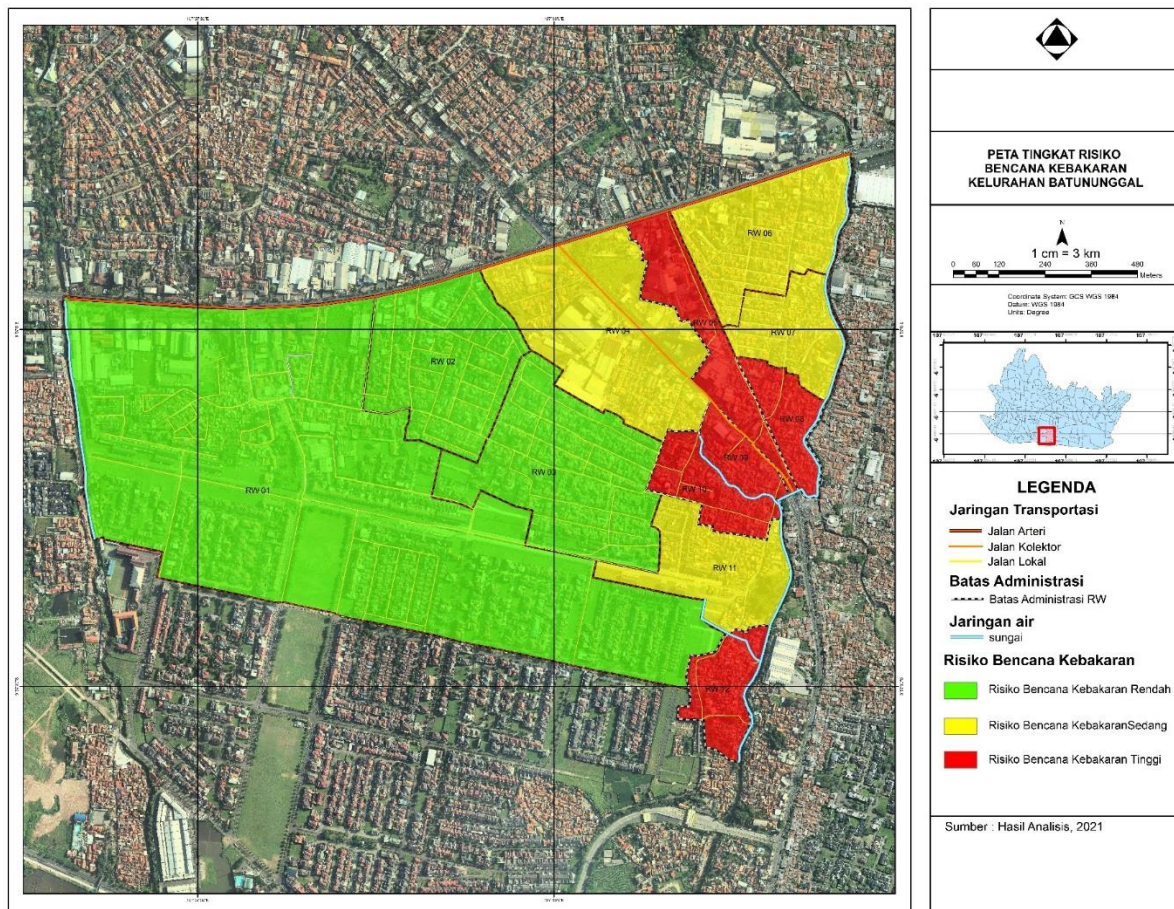 PETA TINGKAT RISIKO
BENCANA KEBAKARAN
KELURAHAN BATUNUNGGAL
N
1 cm = 3 km
0 60 120 240 360 480
Meters
Coordinate System: GCS WGS 1984
Datum: WGS 1984
Units: Degree
LEGENDA
Jaringan Transportasi
Jalan Arteri
Jalan Kolektor
Jalan Lokal
Batas Administrasi
Batas Administrasi RW
Jaringan air
sungai
Risiko Bencana Kebakaran
Risiko Bencana Kebakaran Rendah
Risiko Bencana KebakaranSedang
Risiko Bencana Kebakaran Tinggi
Sumber : Hasil Analisis, 2021
RW 06
RW 04
RW 07
RW 02
RW 03
RW 09
RW 10
RW 01
RW 11
RW 12